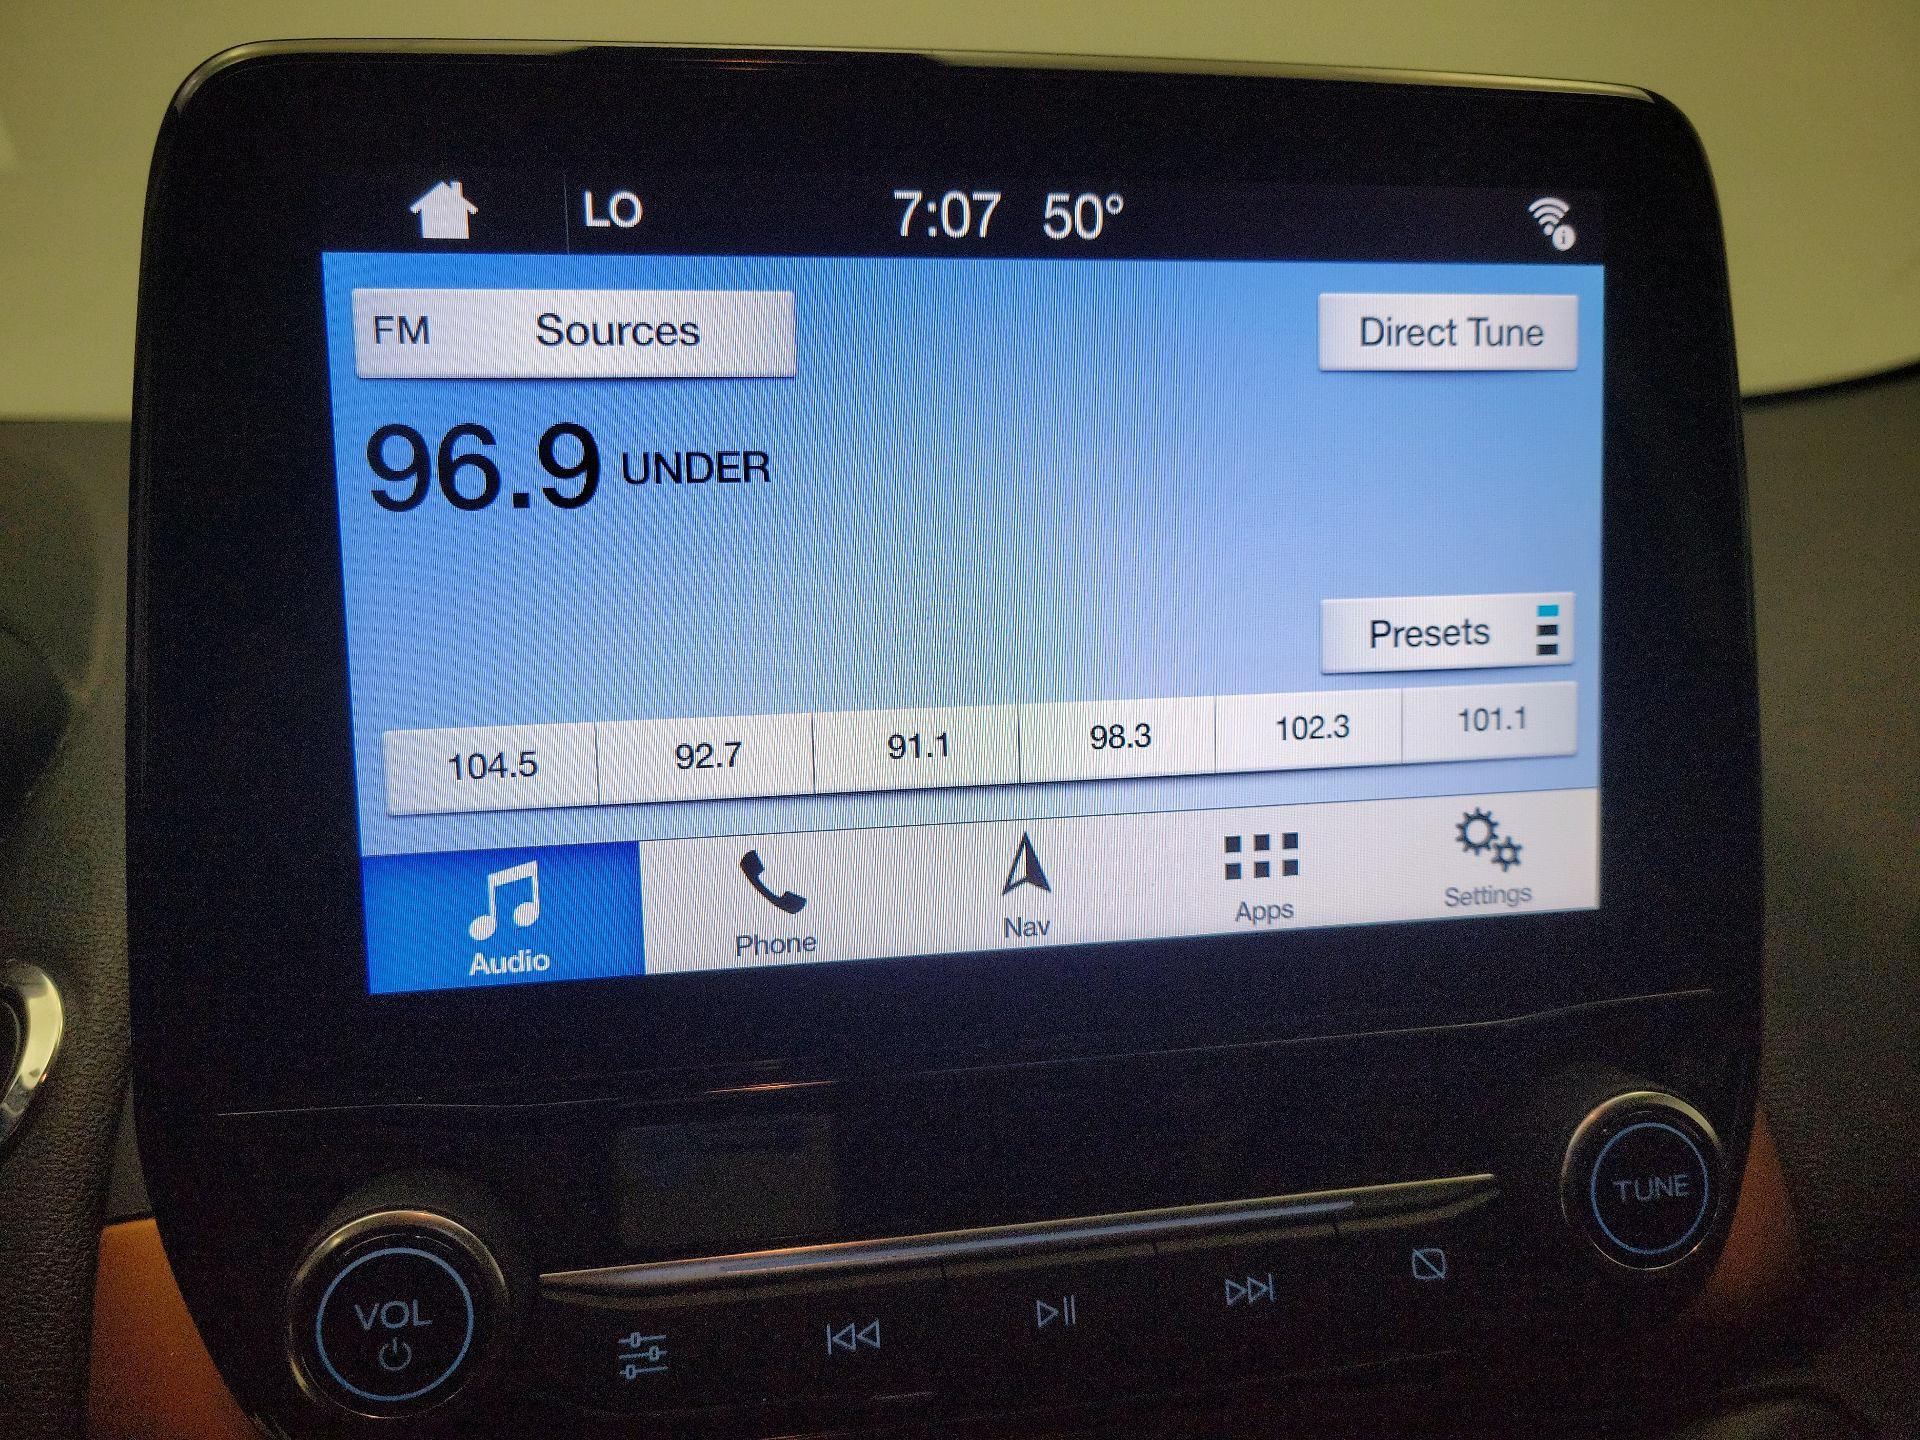 LO 7:07 50°
FM Sources Direct Tune
96.9 UNDER
Presets
104.5 92.7 91.1 98.3 102.3 101.1
Audio Phone Nav Apps Settings
TUNE
VOL